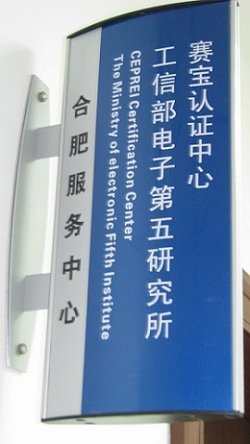 赛宝认证中心
工信部电子第五研究所
CEPREI Certification Center
The Ministry of electronic Fifth Institute
合肥服务中心